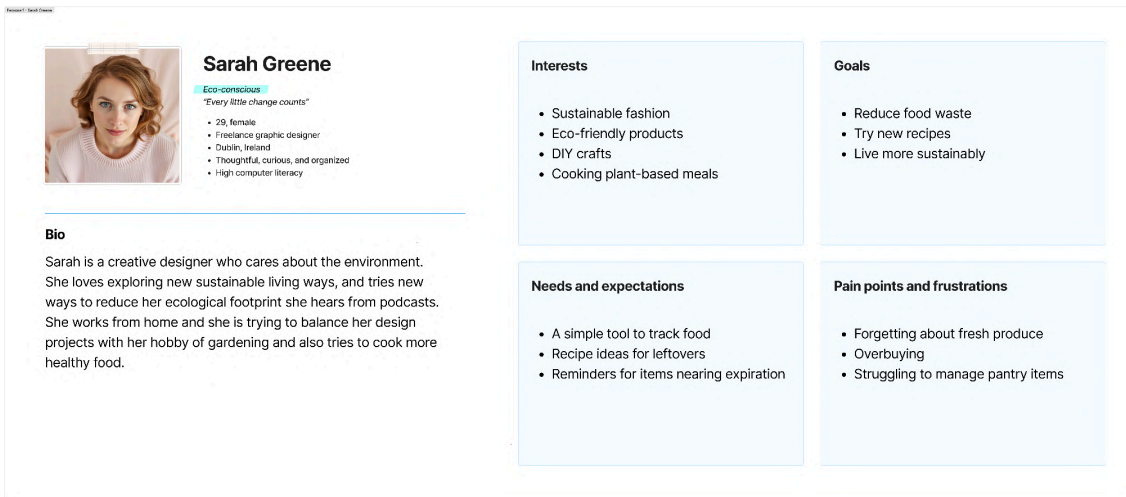 Persona 1 - Sarah Greene
Sarah Greene
Eco-conscious
"Every little change counts"
• 29, female
• Freelance graphic designer
• Dublin, Ireland
• Thoughtful, curious, and organized
• High computer literacy
Bio
Sarah is a creative designer who cares about the environment.
She loves exploring new sustainable living ways, and tries new
ways to reduce her ecological footprint she hears from podcasts.
She works from home and she is trying to balance her design
projects with her hobby of gardening and also tries to cook more
healthy food.
Interests
• Sustainable fashion
• Eco-friendly products
• DIY crafts
• Cooking plant-based meals
Goals
• Reduce food waste
• Try new recipes
• Live more sustainably
Needs and expectations
• A simple tool to track food
• Recipe ideas for leftovers
• Reminders for items nearing expiration
Pain points and frustrations
• Forgetting about fresh produce
• Overbuying
• Struggling to manage pantry items